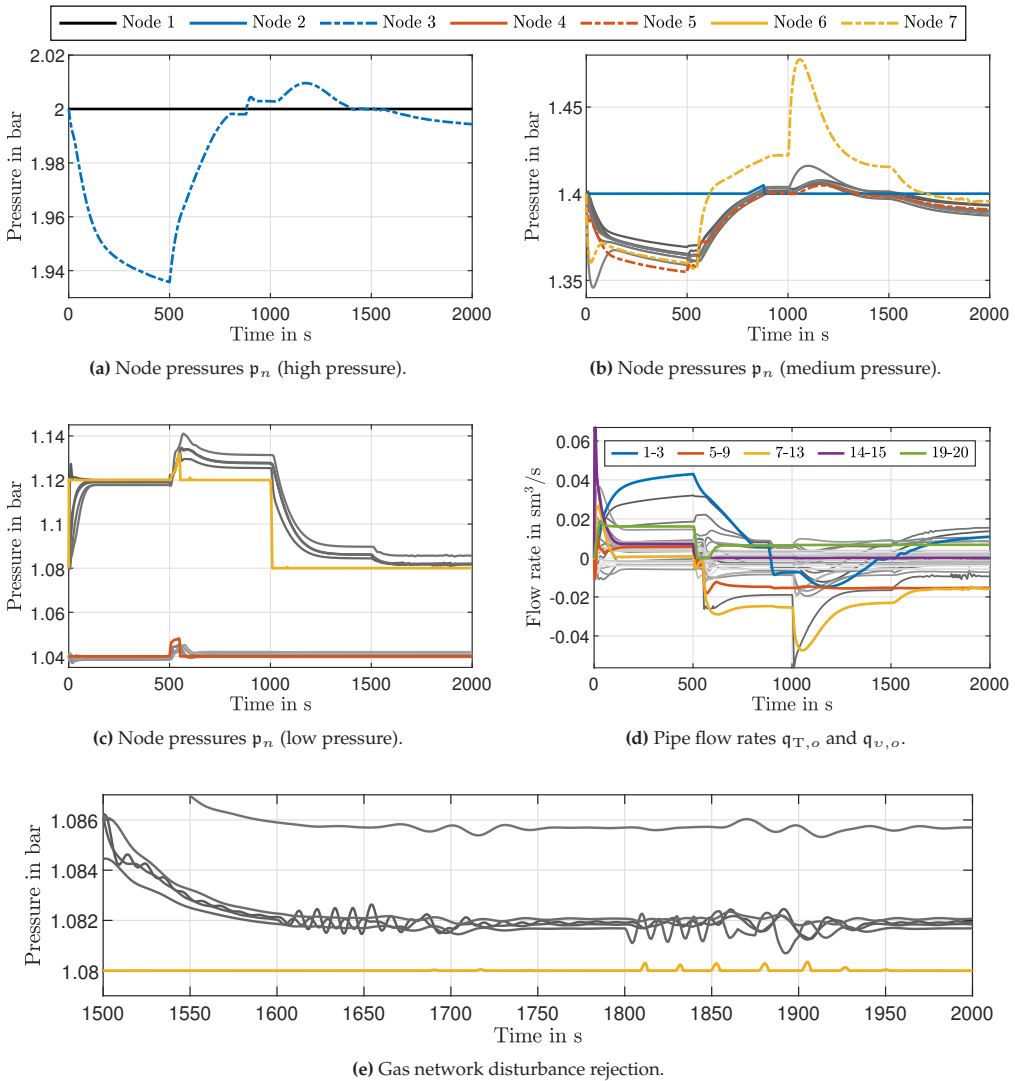 Node 1 Node 2 Node 3 Node 4 Node 5 Node 6 Node 7
2.02
2
1.98
1.96
1.94
Pressure in bar
0 500 1000 1500 2000
Time in s
(a) Node pressures 𝔭n (high pressure).
1.45
1.4
1.35
Pressure in bar
0 500 1000 1500 2000
Time in s
(b) Node pressures 𝔭n (medium pressure).
1.14
1.12
1.1
1.08
1.06
1.04
Pressure in bar
0 500 1000 1500 2000
Time in s
(c) Node pressures 𝔭n (low pressure).
1-3 5-9 7-13 14-15 19-20
0.06
0.04
0.02
0
-0.02
-0.04
Flow rate in sm³/s
0 500 1000 1500 2000
Time in s
(d) Pipe flow rates 𝔮T,o and 𝔮υ,o.
1.086
1.084
1.082
1.08
Pressure in bar
1500 1550 1600 1650 1700 1750 1800 1850 1900 1950 2000
Time in s
(e) Gas network disturbance rejection.